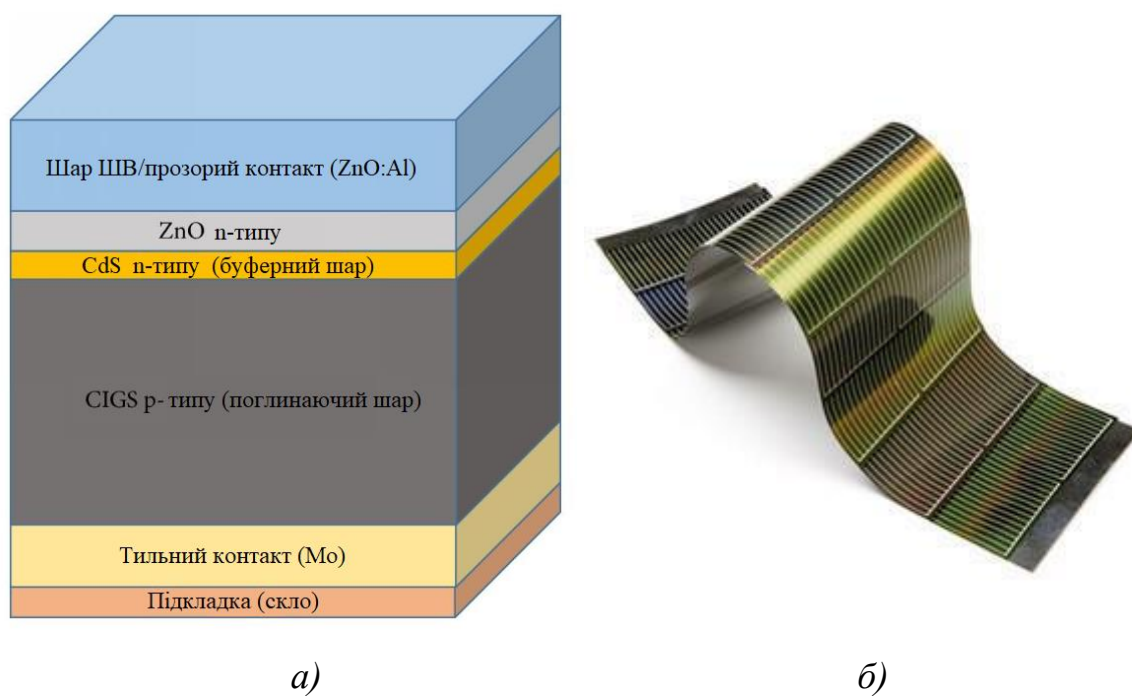 Шар ШВ/прозорий контакт (ZnO:Al)
ZnO n-типу
CdS n-типу (буферний шар)
CIGS p- типу (поглинаючий шар)
Тильний контакт (Mo)
Підкладка (скло)
а) б)